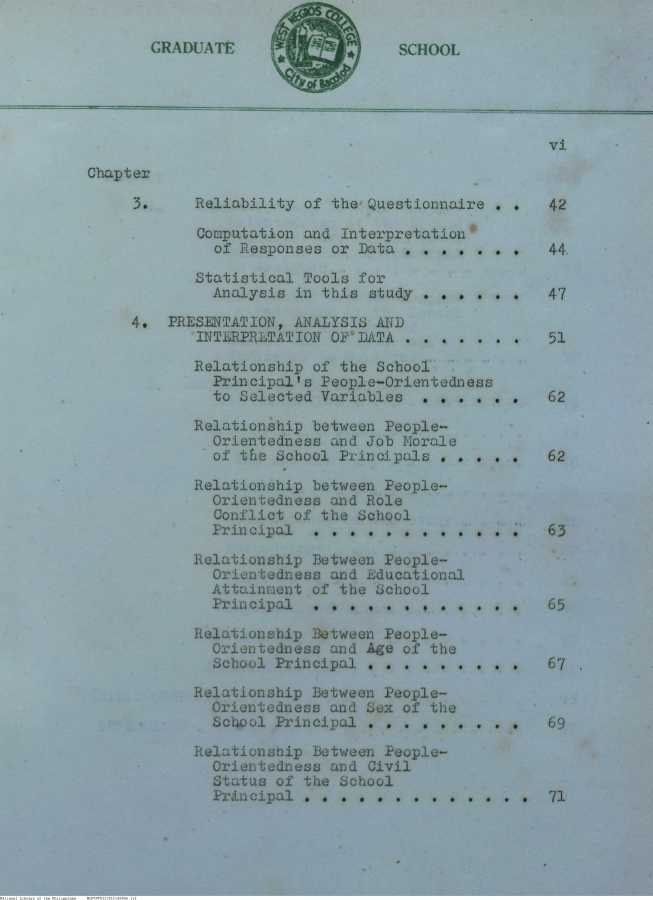 GRADUATE SCHOOL
WEST NEGROS COLLEGE
City of Bacolod
vi
Chapter
3. Reliability of the Questionnaire . . 42
Computation and Interpretation
of Responses or Data . . . . . . . 44
Statistical Tools for
Analysis in this study . . . . . . 47
4. PRESENTATION, ANALYSIS AND
INTERPRETATION OF DATA . . . . . . . 51
Relationship of the School
Principal's People-Orientedness
to Selected Variables . . . . . . 62
Relationship between People-
Orientedness and Job Morale
of the School Principals . . . . . 62
Relationship between People-
Orientedness and Role
Conflict of the School
Principal . . . . . . . . . . . . 63
Relationship Between People-
Orientedness and Educational
Attainment of the School
Principal . . . . . . . . . . . . 65
Relationship Between People-
Orientedness and Age of the
School Principal . . . . . . . . . 67
Relationship Between People-
Orientedness and Sex of the
School Principal . . . . . . . . . 69
Relationship Between People-
Orientedness and Civil
Status of the School
Principal . . . . . . . . . . . . . 71
National Library of the Philippines